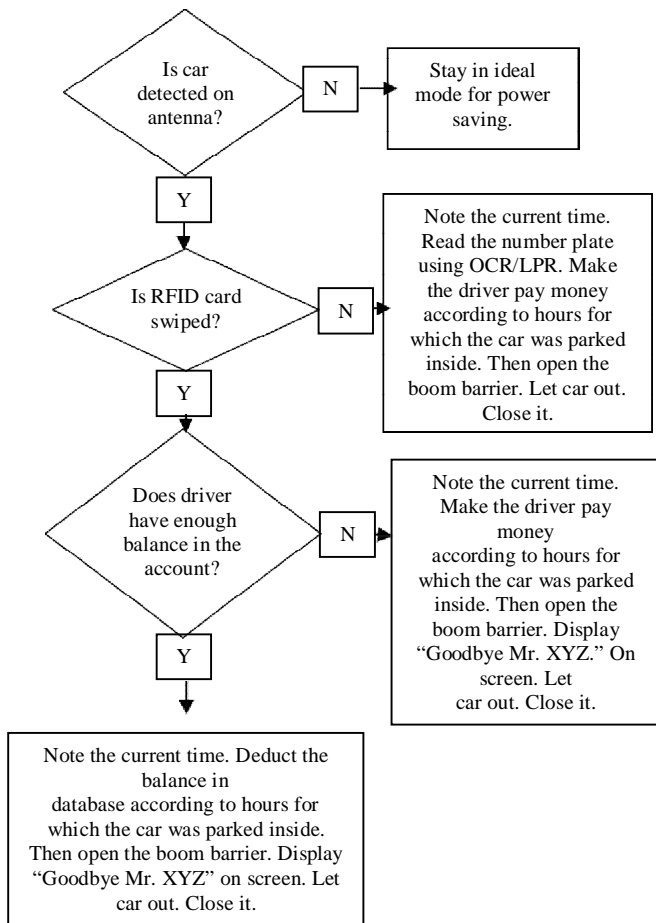 Is car
detected on
antenna?
N
Stay in ideal
mode for power
saving.
Y
Is RFID card
swiped?
N
Note the current time.
Read the number plate
using OCR/LPR. Make
the driver pay money
according to hours for
which the car was parked
inside. Then open the
boom barrier. Let car out.
Close it.
Y
Does driver
have enough
balance in the
account?
N
Note the current time.
Make the driver pay
money
according to hours for
which the car was parked
inside. Then open the
boom barrier. Display
“Goodbye Mr. XYZ.” On
screen. Let
car out. Close it.
Y
Note the current time. Deduct the
balance in
database according to hours for
which the car was parked inside.
Then open the boom barrier. Display
“Goodbye Mr. XYZ” on screen. Let
car out. Close it.